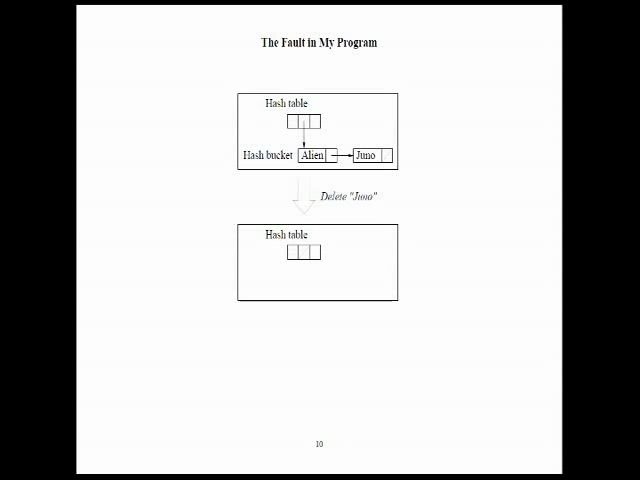 The Fault in My Program
Hash table
Hash bucket Alien Juno
Delete "Juno"
Hash table
10